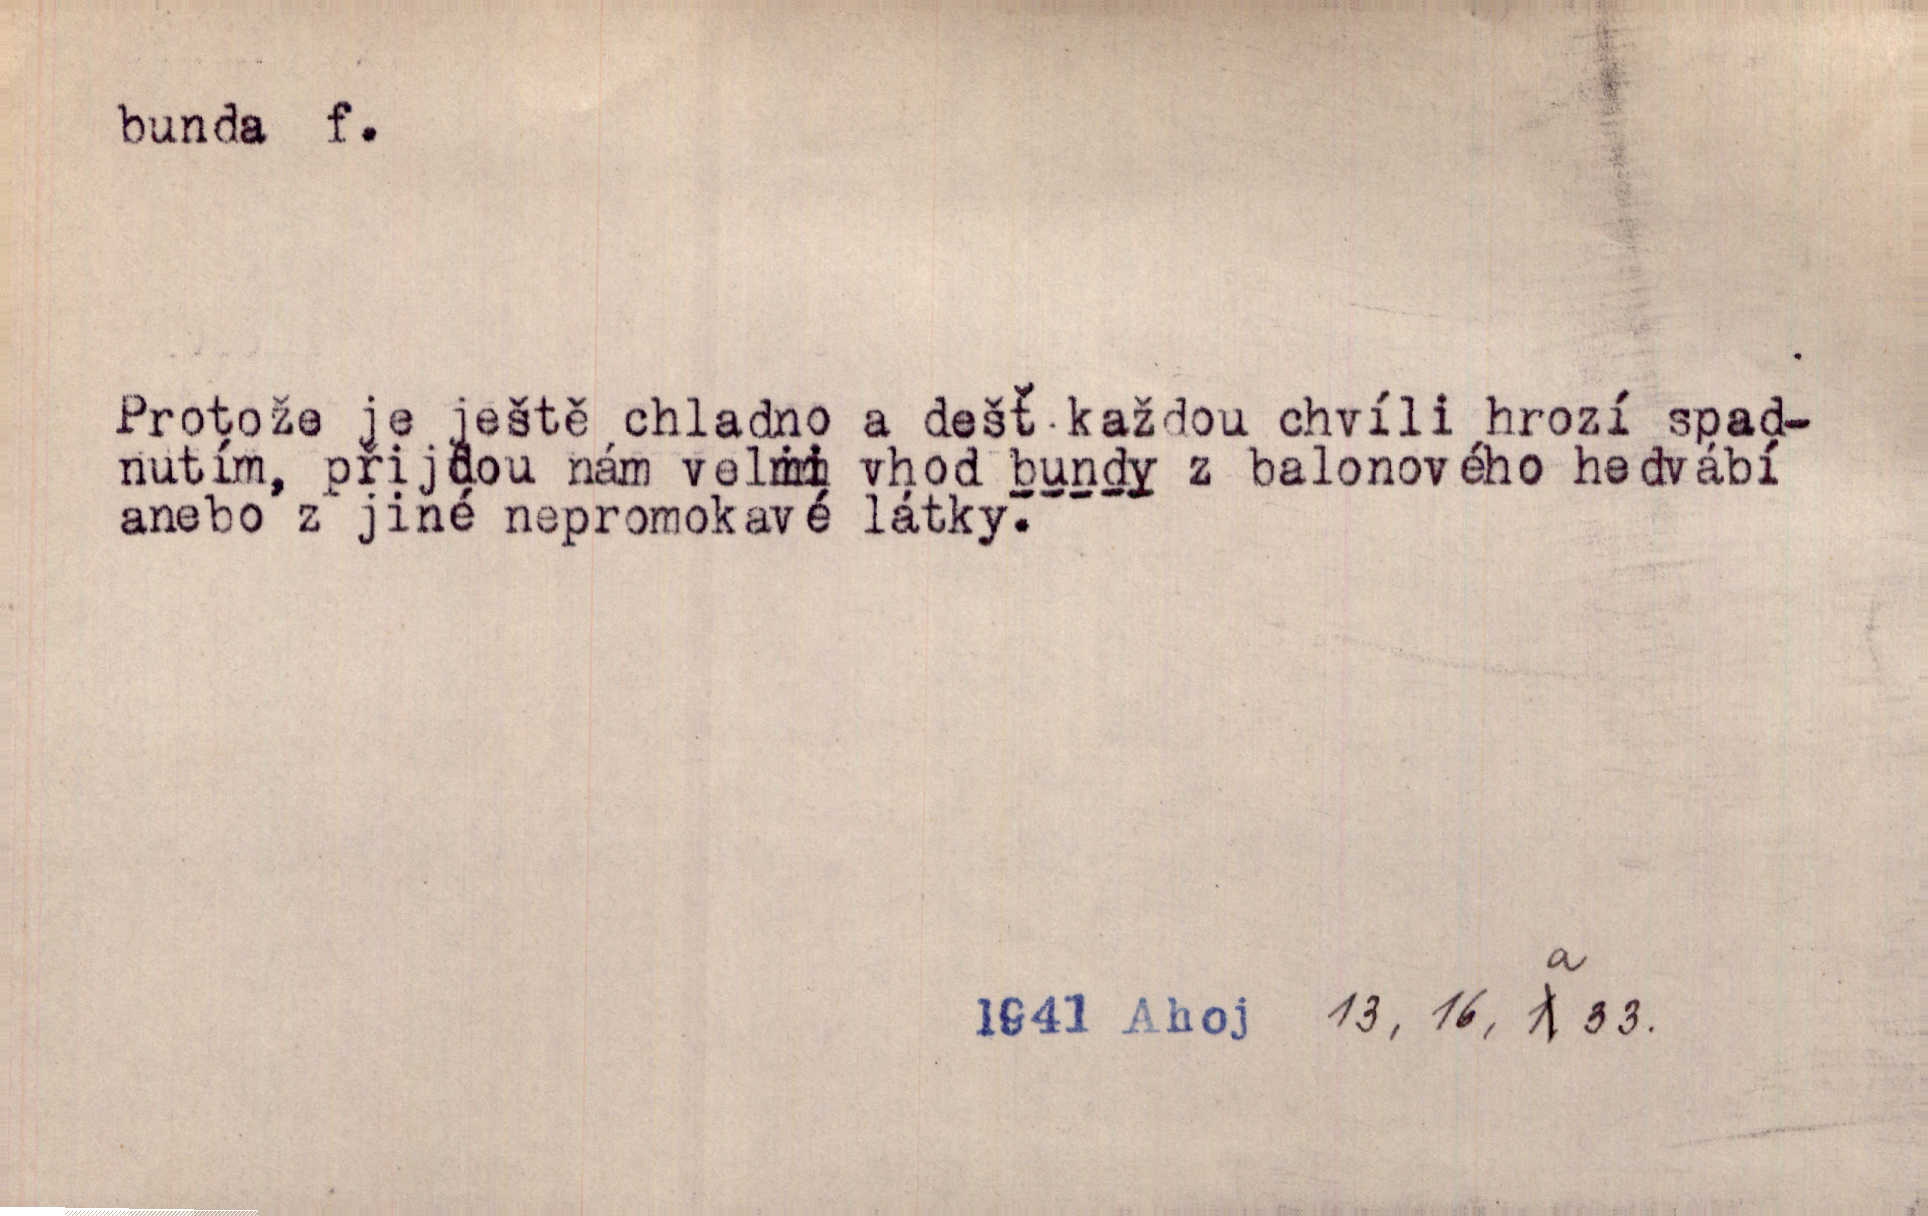 bunda f.
Protože je ještě chladno a dešť každou chvíli hrozí spad-
nutím, přijdou nám velmi vhod bundy z balonového hedvábí
anebo z jiné nepromokavé látky.
a
1941 Ahoj 13, 16, 33.